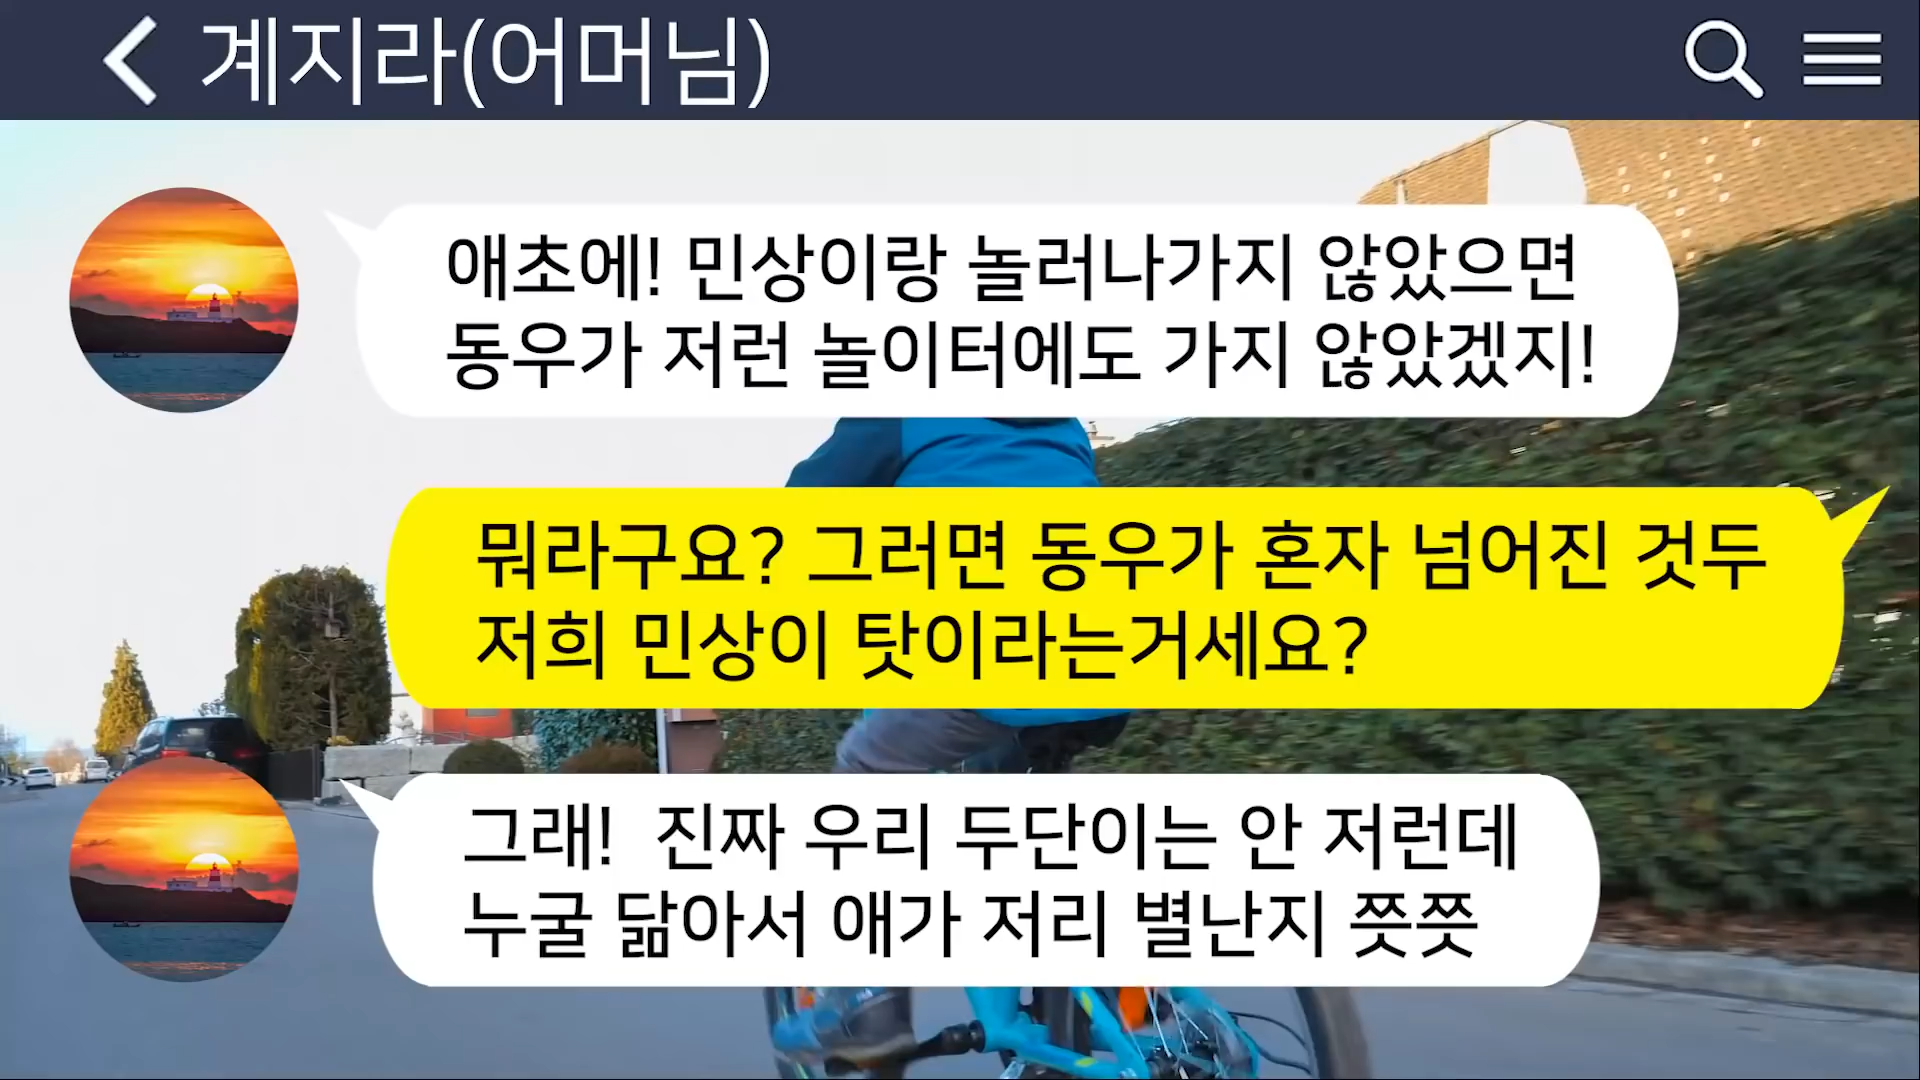 계지라(어머님)
애초에! 민상이랑 놀러나가지 않았으면
동우가 저런 놀이터에도 가지 않았겠지!
뭐라구요? 그러면 동우가 혼자 넘어진 것두
저희 민상이 탓이라는거세요?
그래! 진짜 우리 두단이는 안 저런데
누굴 닮아서 애가 저리 별난지 쯧쯧